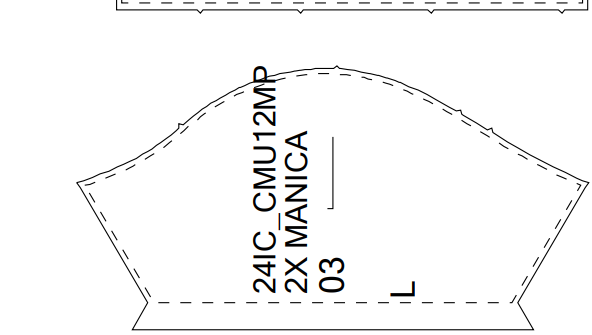 24IC_CMU12MP
2X MANICA
03
L